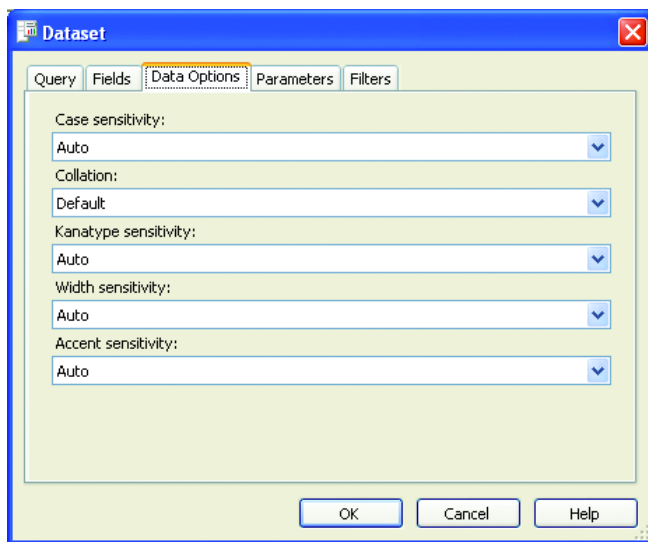 Dataset
Query Fields Data Options Parameters Filters
Case sensitivity:
Auto
Collation:
Default
Kanatype sensitivity:
Auto
Width sensitivity:
Auto
Accent sensitivity:
Auto
OK Cancel Help